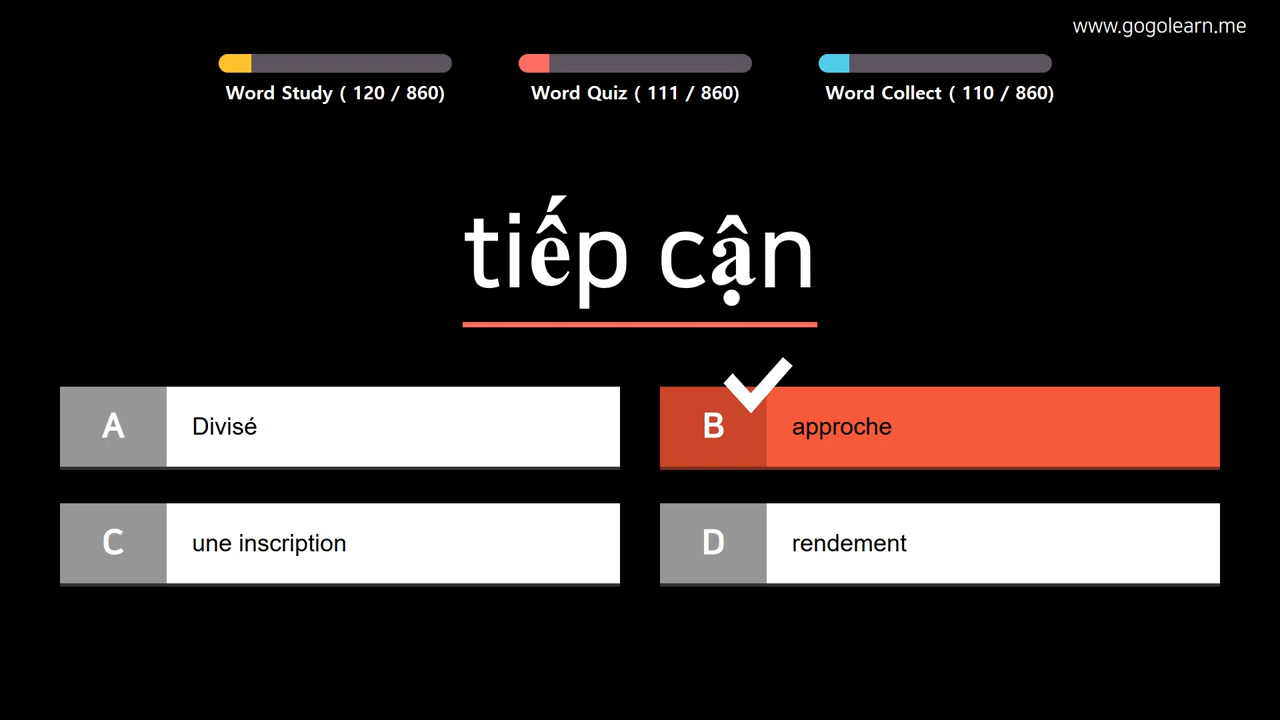 www.gogolearn.me
Word Study ( 120 / 860)
Word Quiz ( 111 / 860)
Word Collect ( 110 / 860)
tiếp cận
A Divisé
B approche
C une inscription
D rendement